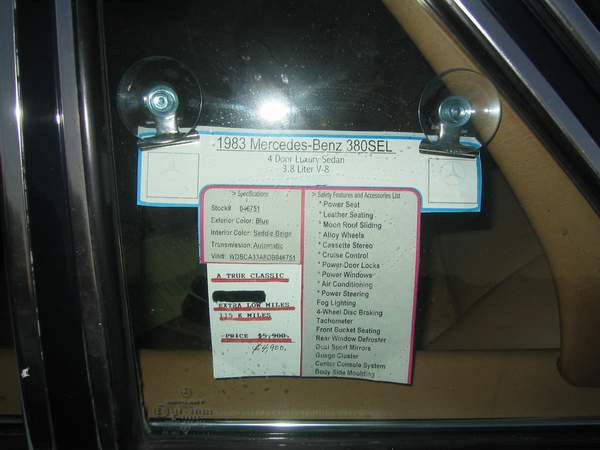 1983 Mercedes-Benz 380SEL
4 Door Luxury Sedan
3.8 Liter V-8
> Specifications
Stock# 046751
Exterior Color: Blue
Interior Color: Saddle Beige
Transmission: Automatic
A TRUE CLASSIC
EXTRA LOW MILES
115 K MILES
PRICE $5,900.
$4900.
> Safety Features and Accessories List
* Power Seat
* Leather Seating
* Moon Roof Sliding
* Alloy Wheels
* Cassette Stereo
* Cruise Control
* Power Door Locks
* Power Windows
* Air Conditioning
* Power Steering
Fog Lighting
4-Wheel Disc Braking
Tachometer
Front Bucket Seating
Rear Window Defroster
Dual Sport Mirrors
Guage Cluster
Center Console System
Body Side Moulding